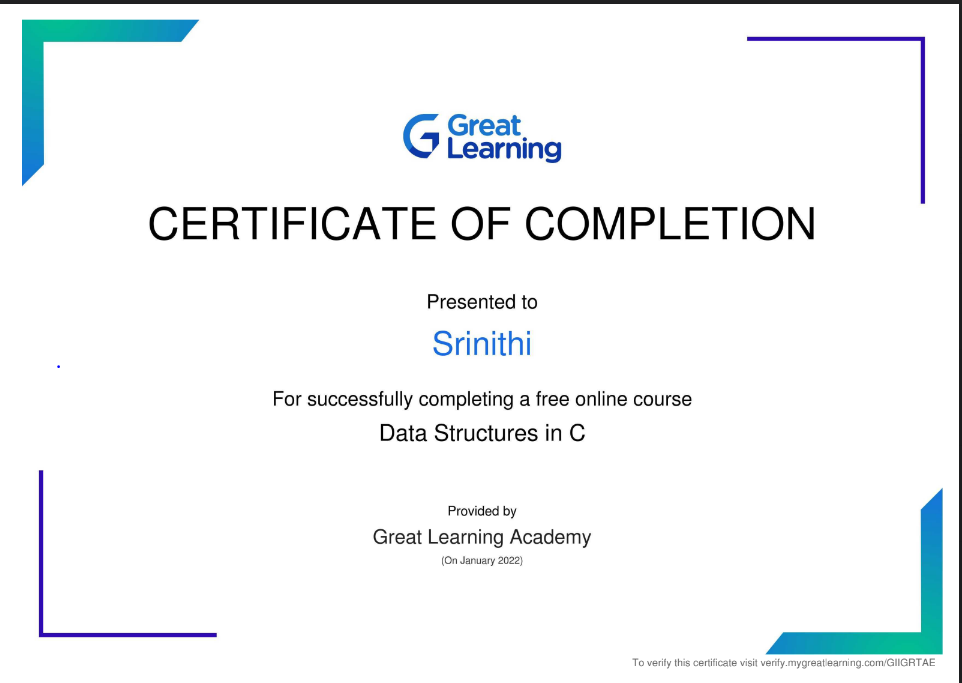 Great
Learning
CERTIFICATE OF COMPLETION
Presented to
Srinithi
For successfully completing a free online course
Data Structures in C
Provided by
Great Learning Academy
(On January 2022)
To verify this certificate visit verify.mygreatlearning.com/GIIGRTAE